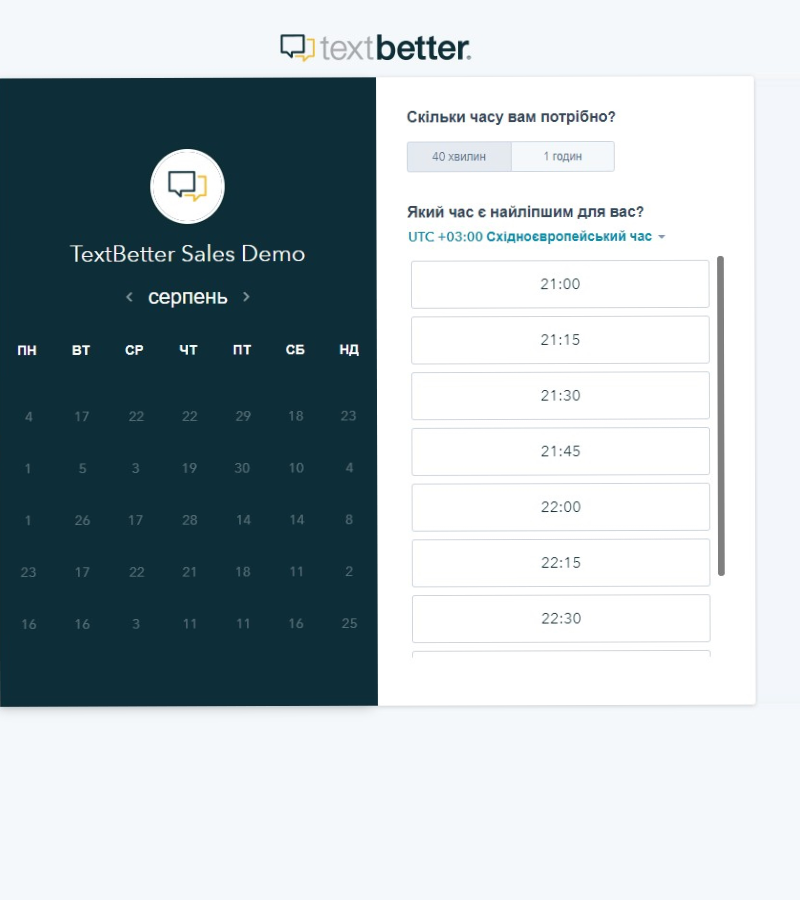 textbetter.
TextBetter Sales Demo
серпень
ПН ВТ СР ЧТ ПТ СБ НД
4 17 22 22 29 18 23
1 5 3 19 30 10 4
1 26 17 28 14 14 8
23 17 22 21 18 11 2
16 16 3 11 11 16 25
Скільки часу вам потрібно?
40 хвилин 1 годин
Який час є найліпшим для вас?
UTC +03:00 Східноєвропейський час
21:00
21:15
21:30
21:45
22:00
22:15
22:30